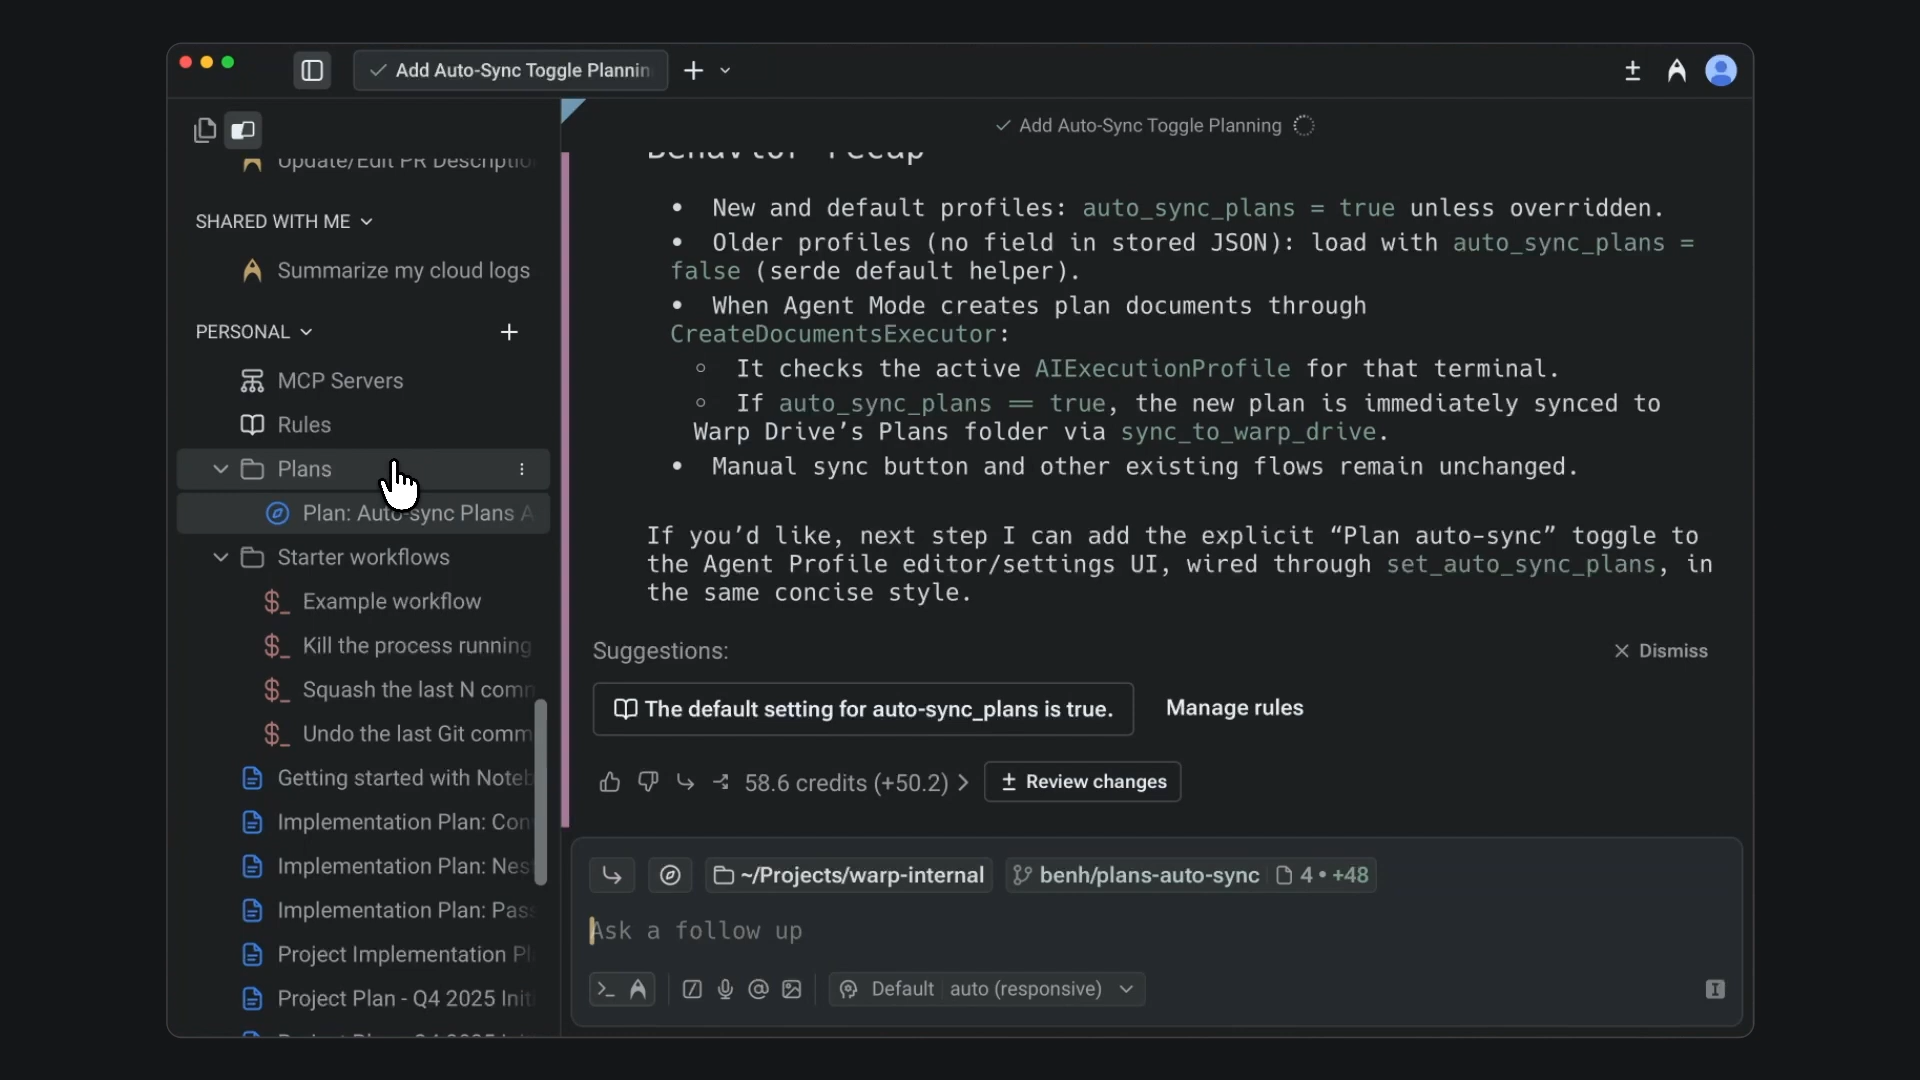 Add Auto-Sync Toggle Plannin
Update/Edit PR Descriptio
SHARED WITH ME
Summarize my cloud logs
PERSONAL
MCP Servers
Rules
Plans
Plan: Auto-sync Plans A
Starter workflows
$_ Example workflow
$_ Kill the process running
$_ Squash the last N comm
$_ Undo the last Git comm
Getting started with Noteb
Implementation Plan: Con
Implementation Plan: Nes
Implementation Plan: Pass
Project Implementation Pl
Project Plan - Q4 2025 Initi
Add Auto-Sync Toggle Planning
Behavior recap
• New and default profiles: auto_sync_plans = true unless overridden.
• Older profiles (no field in stored JSON): load with auto_sync_plans =
false (serde default helper).
• When Agent Mode creates plan documents through
CreateDocumentsExecutor:
◦ It checks the active AIExecutionProfile for that terminal.
◦ If auto_sync_plans == true, the new plan is immediately synced to
Warp Drive’s Plans folder via sync_to_warp_drive.
• Manual sync button and other existing flows remain unchanged.
If you’d like, next step I can add the explicit “Plan auto-sync” toggle to
the Agent Profile editor/settings UI, wired through set_auto_sync_plans, in
the same concise style.
Suggestions:
Dismiss
The default setting for auto-sync_plans is true.
Manage rules
58.6 credits (+50.2)
Review changes
~/Projects/warp-internal
benh/plans-auto-sync
4 • +48
Ask a follow up
Default auto (responsive)